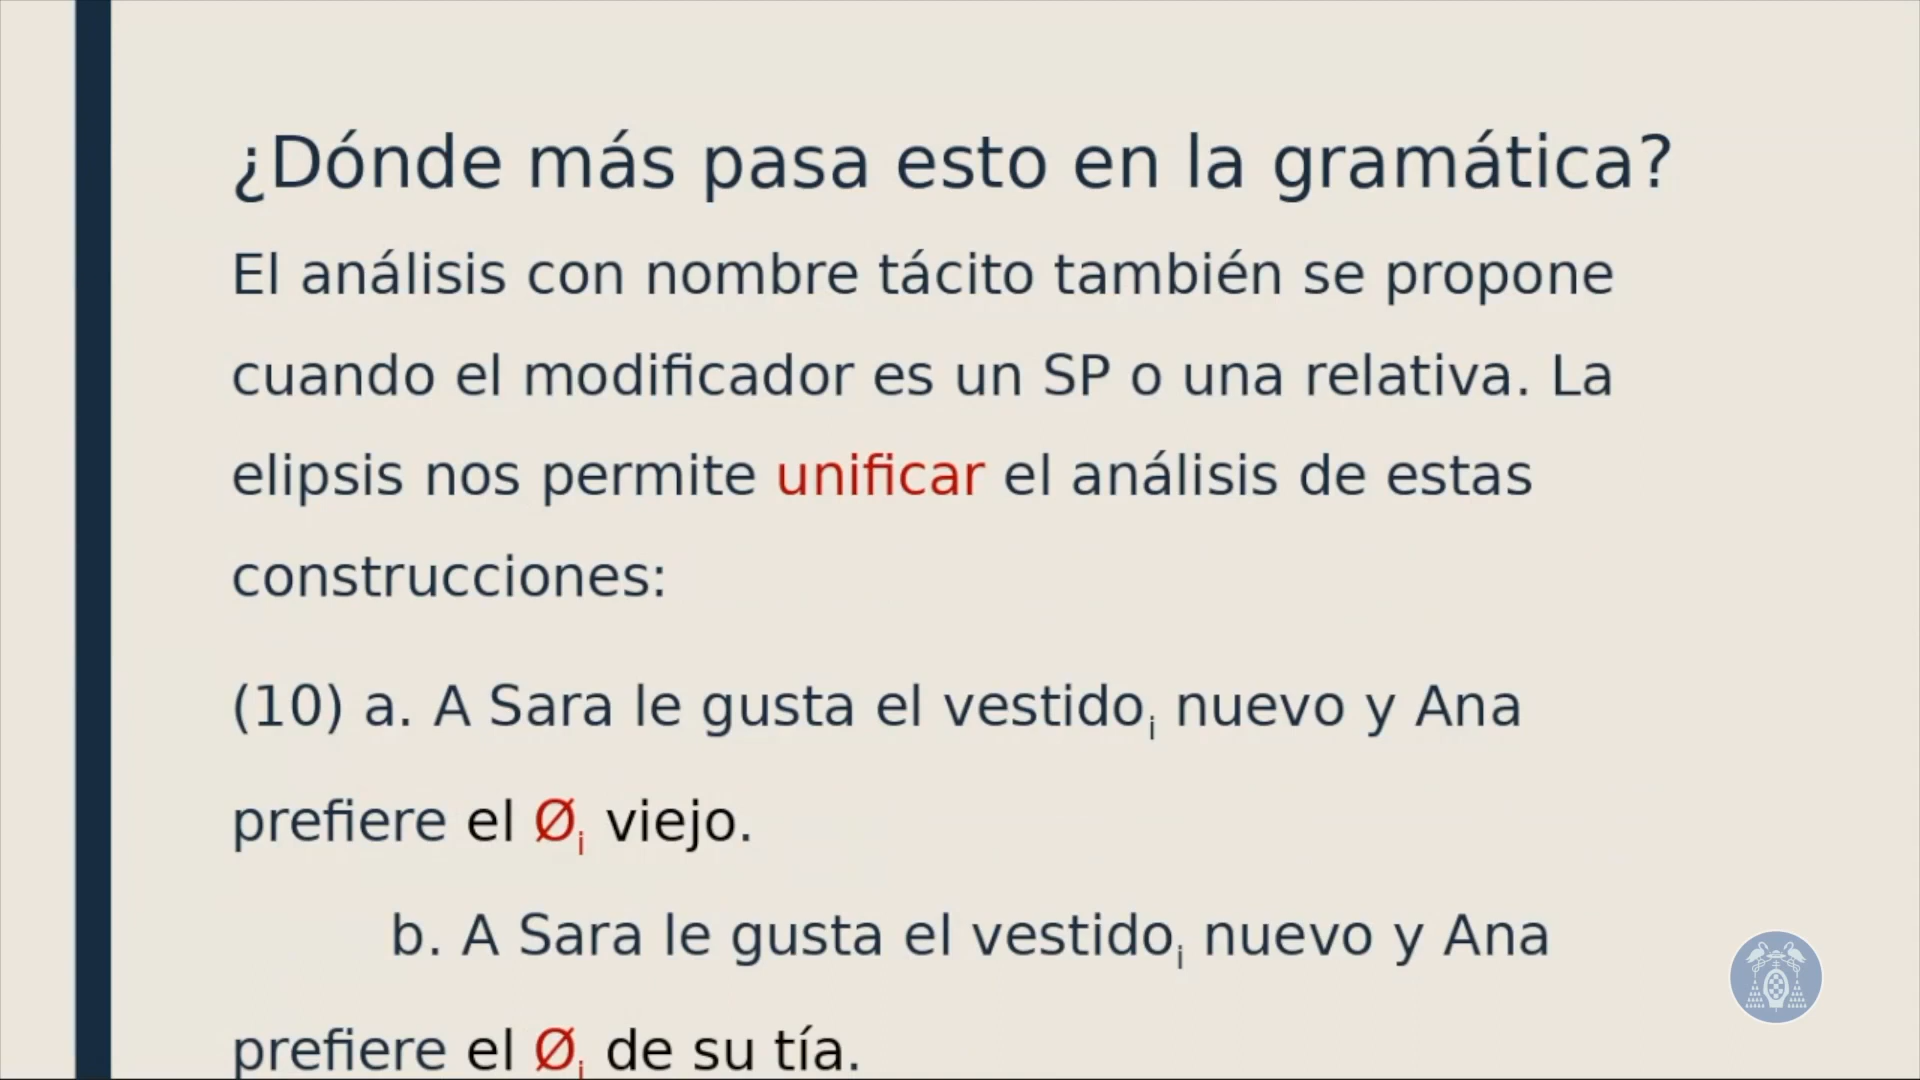 ¿Dónde más pasa esto en la gramática?
El análisis con nombre tácito también se propone
cuando el modificador es un SP o una relativa. La
elipsis nos permite unificar el análisis de estas
construcciones:
(10) a. A Sara le gusta el vestidoᵢ nuevo y Ana
prefiere el Øᵢ viejo.
b. A Sara le gusta el vestidoᵢ nuevo y Ana
prefiere el Øᵢ de su tía.